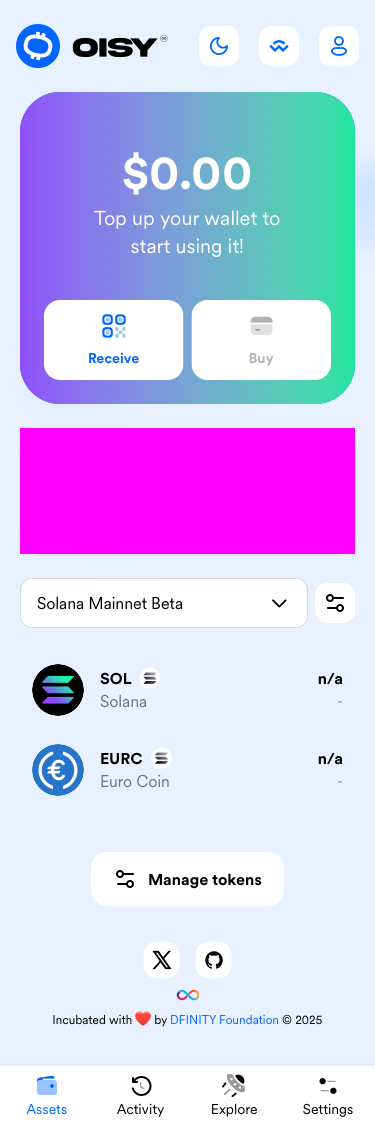 OISY
$0.00
Top up your wallet to
start using it!
Receive
Buy
Solana Mainnet Beta
SOL
n/a
Solana
-
EURC
n/a
Euro Coin
-
Manage tokens
Incubated with ❤️ by DFINITY Foundation © 2025
Assets
Activity
Explore
Settings